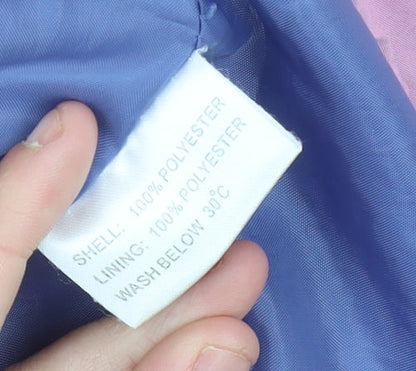 SHELL: 100% POLYESTER
LINING: 100% POLYESTER
WASH BELOW 30°C